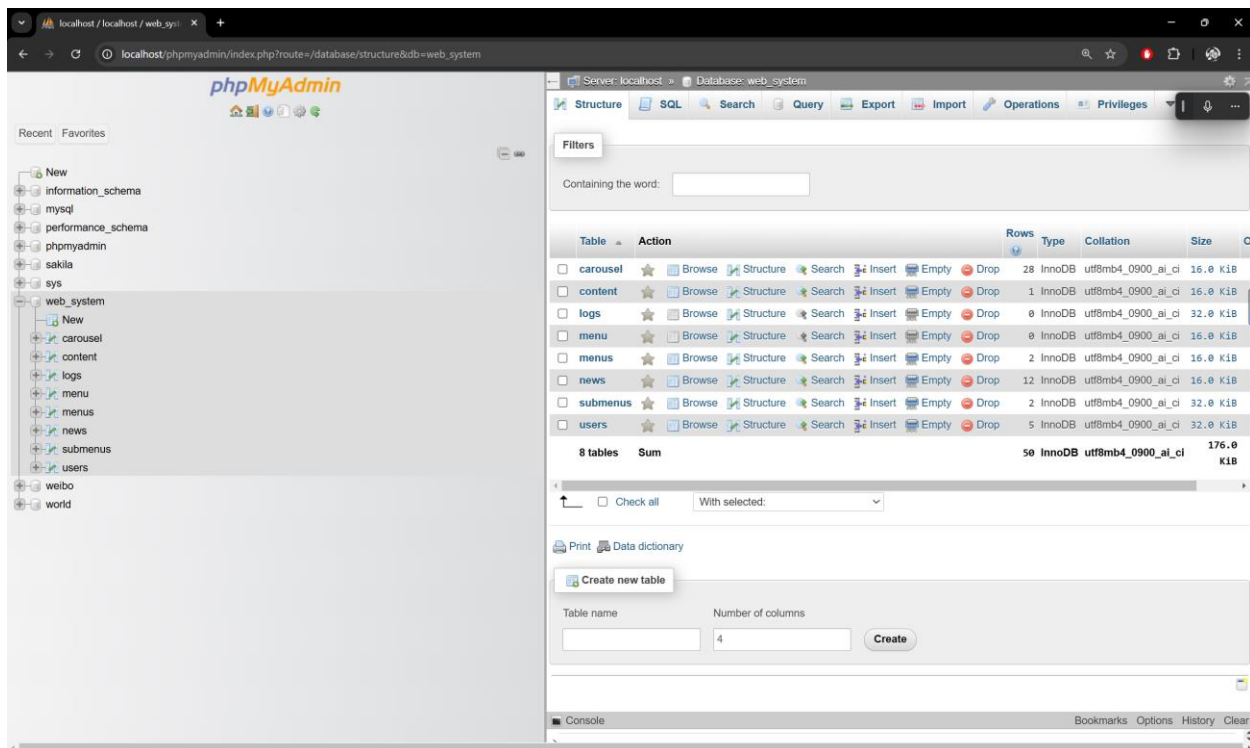 localhost / localhost / web_syst
localhost/phpmyadmin/index.php?route=/database/structure&db=web_system
phpMyAdmin
Recent Favorites
New
information_schema
mysql
performance_schema
phpmyadmin
sakila
sys
web_system
New
carousel
content
logs
menu
menus
news
submenus
users
weibo
world
Server: localhost » Database: web_system
Structure SQL Search Query Export Import Operations Privileges
Filters
Containing the word:
Table Action Rows Type Collation Size
carousel Browse Structure Search Insert Empty Drop 28 InnoDB utf8mb4_0900_ai_ci 16.0 KiB
content Browse Structure Search Insert Empty Drop 1 InnoDB utf8mb4_0900_ai_ci 16.0 KiB
logs Browse Structure Search Insert Empty Drop 0 InnoDB utf8mb4_0900_ai_ci 32.0 KiB
menu Browse Structure Search Insert Empty Drop 0 InnoDB utf8mb4_0900_ai_ci 16.0 KiB
menus Browse Structure Search Insert Empty Drop 2 InnoDB utf8mb4_0900_ai_ci 16.0 KiB
news Browse Structure Search Insert Empty Drop 12 InnoDB utf8mb4_0900_ai_ci 16.0 KiB
submenus Browse Structure Search Insert Empty Drop 2 InnoDB utf8mb4_0900_ai_ci 32.0 KiB
users Browse Structure Search Insert Empty Drop 5 InnoDB utf8mb4_0900_ai_ci 32.0 KiB
8 tables Sum 50 InnoDB utf8mb4_0900_ai_ci 176.0
KiB
Check all With selected:
Print Data dictionary
Create new table
Table name Number of columns
4 Create
Console Bookmarks Options History Clear